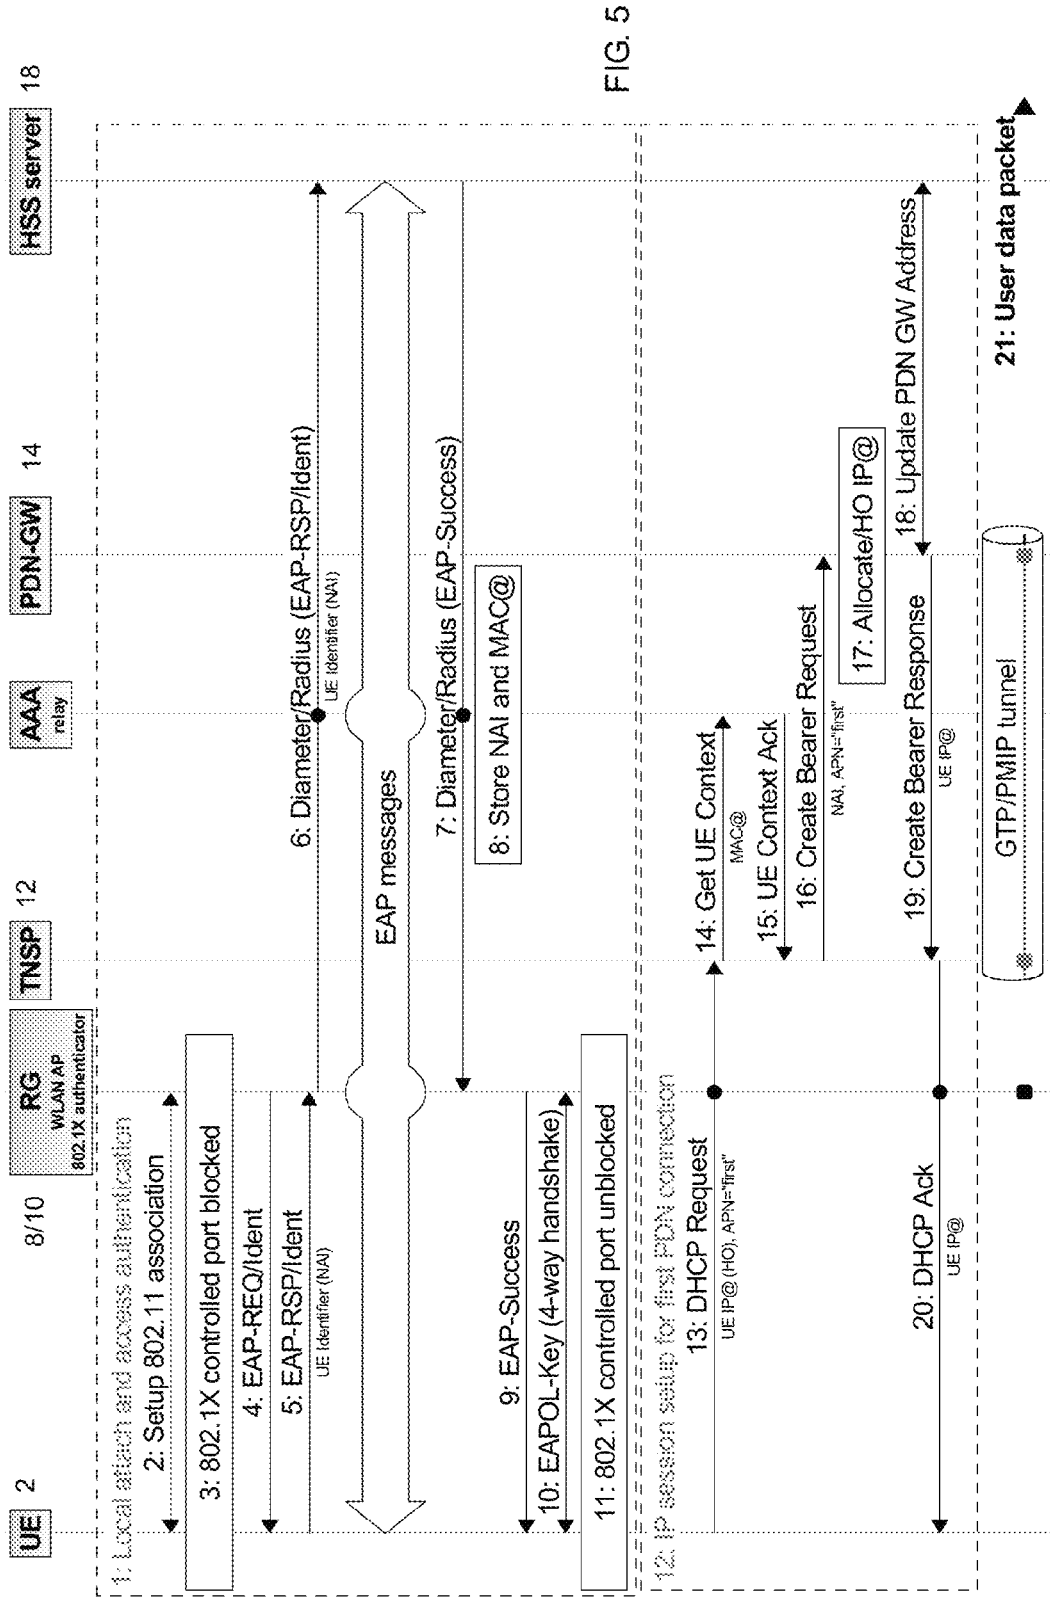 UE 2
8/10
RG
WLAN AP
802.1X authenticator
TNSP 12
AAA
relay
PDN-GW 14
HSS server 18
1: Local attach and access authentication
2: Setup 802.11 association
3: 802.1X controlled port blocked
4: EAP-REQ/Ident
5: EAP-RSP/Ident
UE Identifier (NAI)
6: Diameter/Radius (EAP-RSP/Ident)
UE Identifier (NAI)
EAP messages
7: Diameter/Radius (EAP-Success)
8: Store NAI and MAC@
9: EAP-Success
10: EAPOL-Key (4-way handshake)
11: 802.1X controlled port unblocked
12: IP session setup for first PDN connection
13: DHCP Request
UE IP@ (HO), APN="first"
14: Get UE Context
MAC@
15: UE Context Ack
16: Create Bearer Request
NAI, APN="first"
17: Allocate/HO IP@
18: Update PDN GW Address
19: Create Bearer Response
UE IP@
20: DHCP Ack
UE IP@
GTP/PMIP tunnel
21: User data packet
FIG. 5